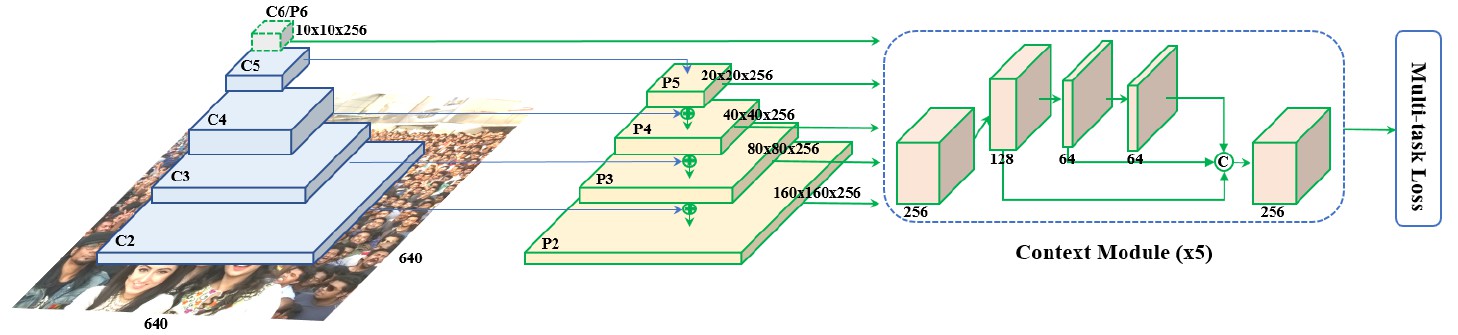 C6/P6
10x10x256
C5
C4
C3
C2
640
640
P5
20x20x256
P4
40x40x256
P3
80x80x256
P2
160x160x256
256
128
64
64
C
256
Context Module (x5)
Multi-task Loss